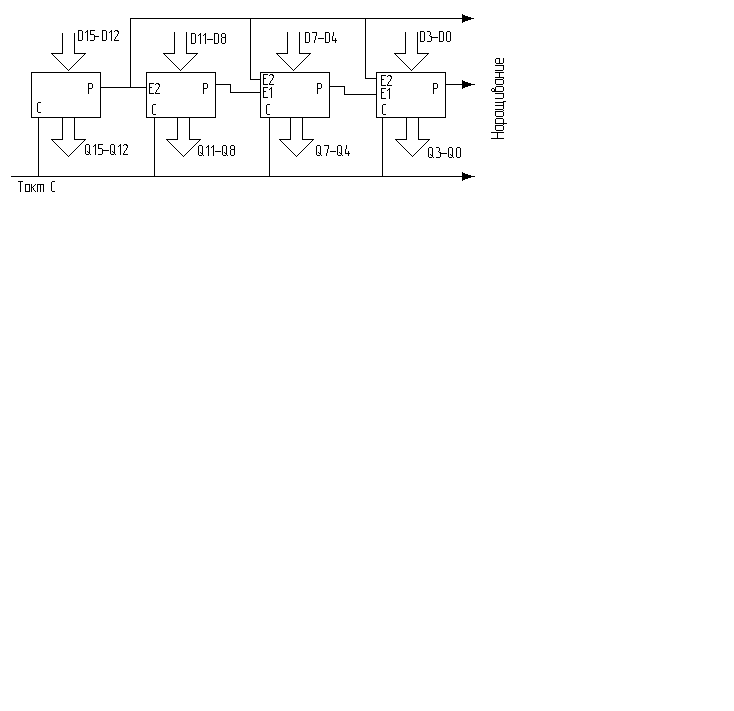 D15-D12
D11-D8
D7-D4
D3-D0
P
C
E2
P
C
E2
E1
P
C
E2
E1
P
C
Q15-Q12
Q11-Q8
Q7-Q4
Q3-Q0
Такт C
Наращивание